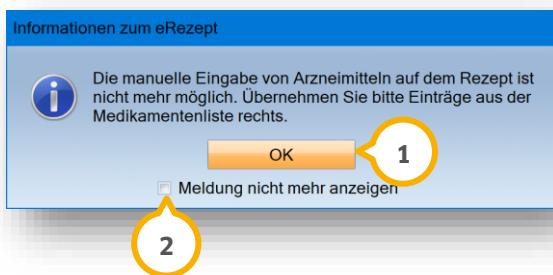 Informationen zum eRezept
Die manuelle Eingabe von Arzneimitteln auf dem Rezept ist
nicht mehr möglich. Übernehmen Sie bitte Einträge aus der
Medikamentenliste rechts.
OK
1
Meldung nicht mehr anzeigen
2